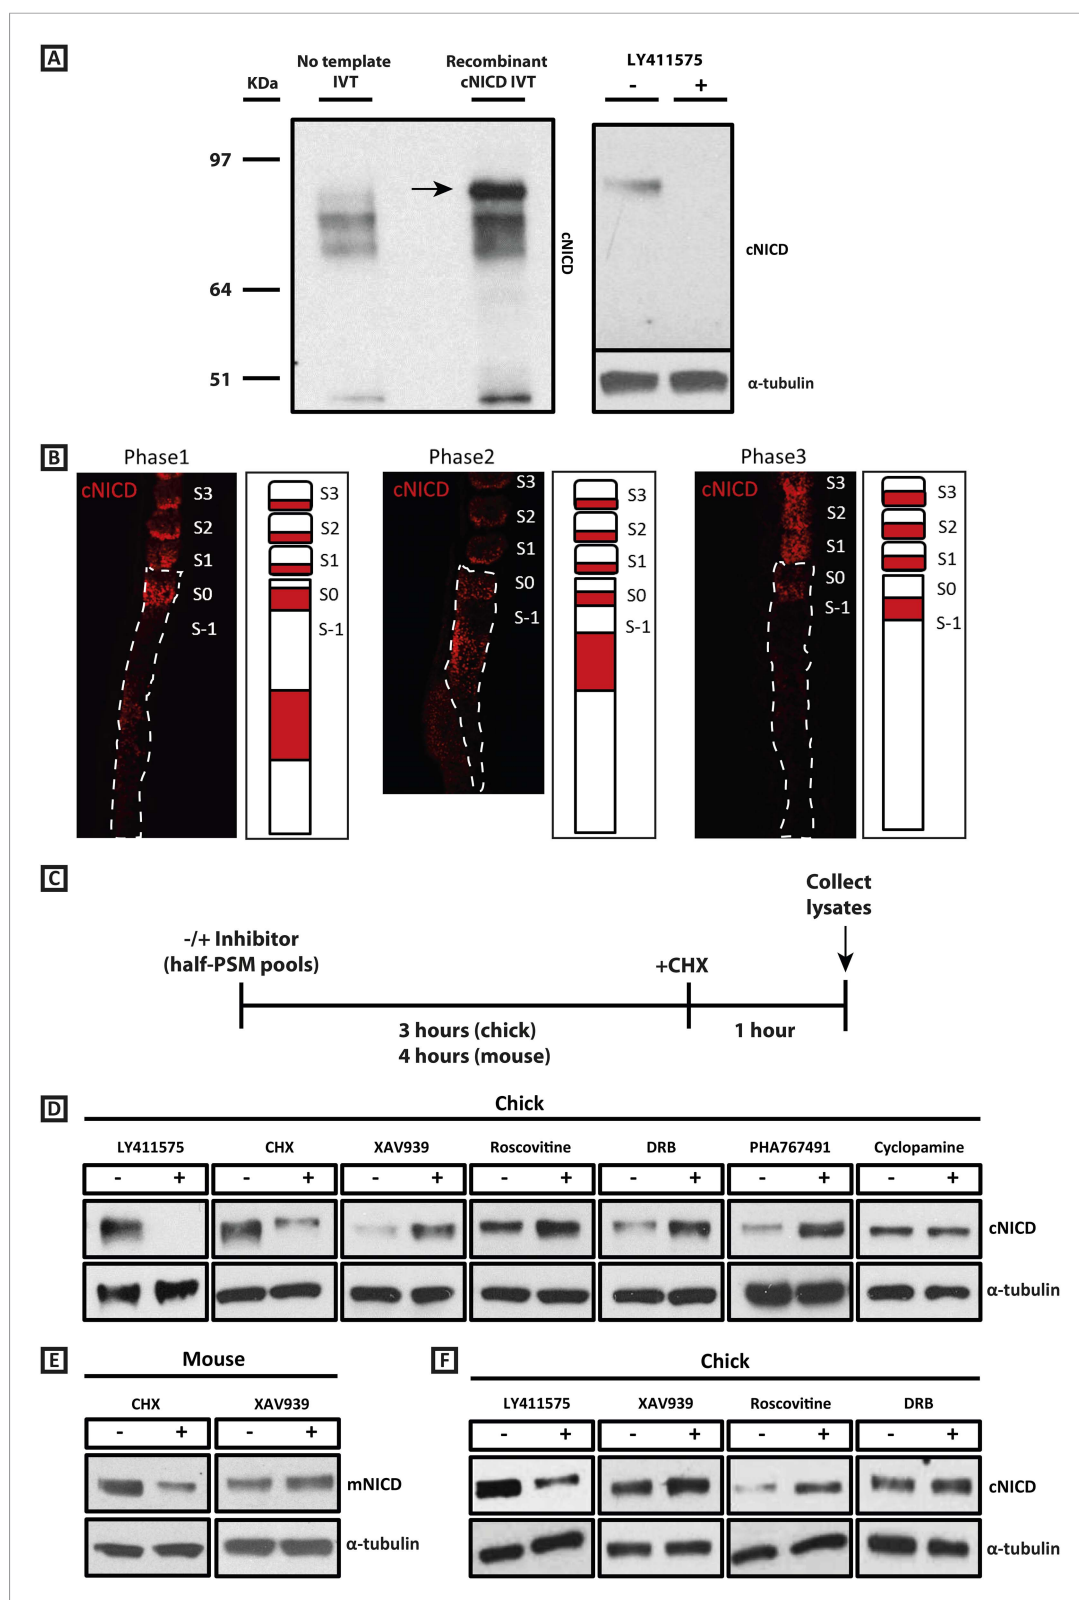 A
KDa
No template
IVT
Recombinant
cNICD IVT
LY411575
- +
97
64
51
cNICD
cNICD
α-tubulin
B
Phase1
cNICD
S3
S2
S1
S0
S-1
S3
S2
S1
S0
S-1
Phase2
cNICD
S3
S2
S1
S0
S-1
S3
S2
S1
S0
S-1
Phase3
cNICD
S3
S2
S1
S0
S-1
S3
S2
S1
S0
S-1
C
-/+ Inhibitor
(half-PSM pools)
+CHX
Collect
lysates
3 hours (chick)
4 hours (mouse)
1 hour
D
Chick
LY411575 CHX XAV939 Roscovitine DRB PHA767491 Cyclopamine
- + - + - + - + - + - + - +
cNICD
α-tubulin
E
Mouse
CHX XAV939
- + - +
mNICD
α-tubulin
F
Chick
LY411575 XAV939 Roscovitine DRB
- + - + - + - +
cNICD
α-tubulin